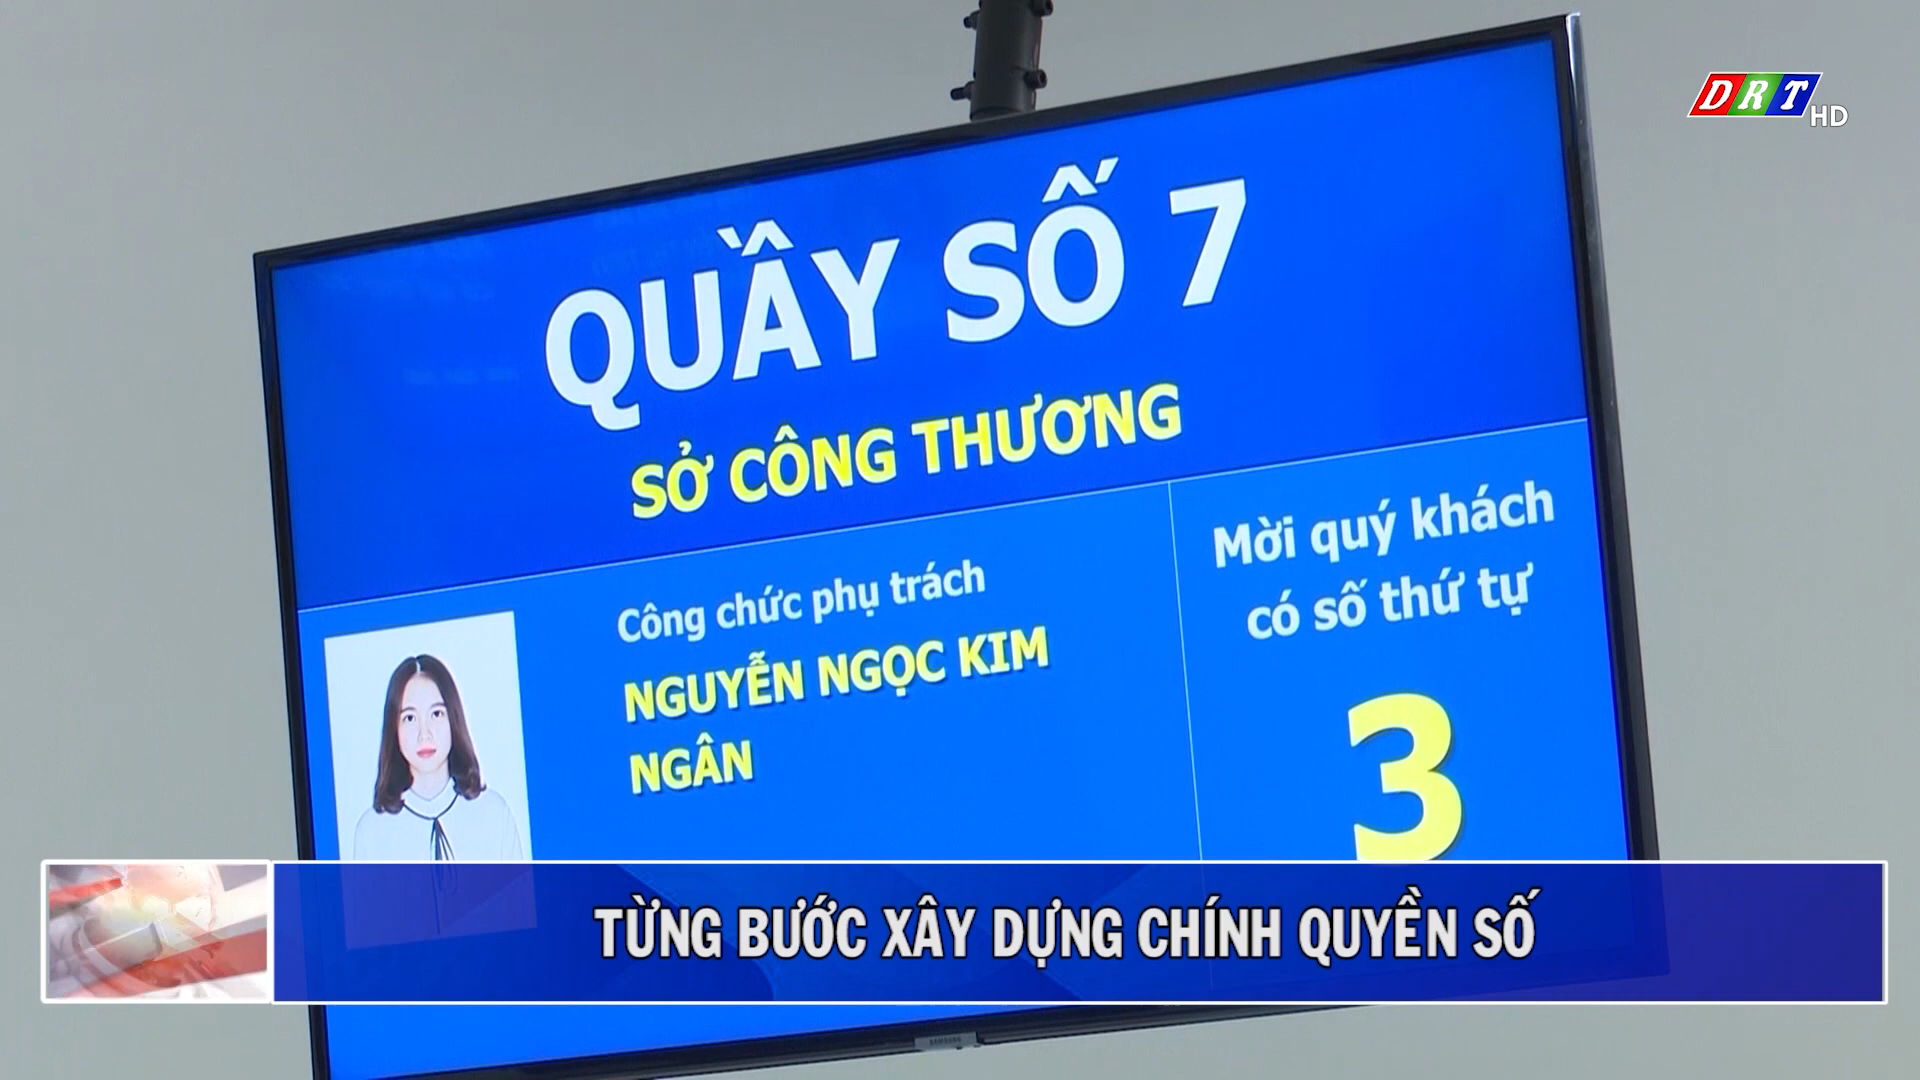 DRT HD
QUẦY SỐ 7
SỞ CÔNG THƯƠNG
Công chức phụ trách
NGUYỄN NGỌC KIM
NGÂN
Mời quý khách
có số thứ tự
3
TỪNG BƯỚC XÂY DỰNG CHÍNH QUYỀN SỐ
SAMSUNG